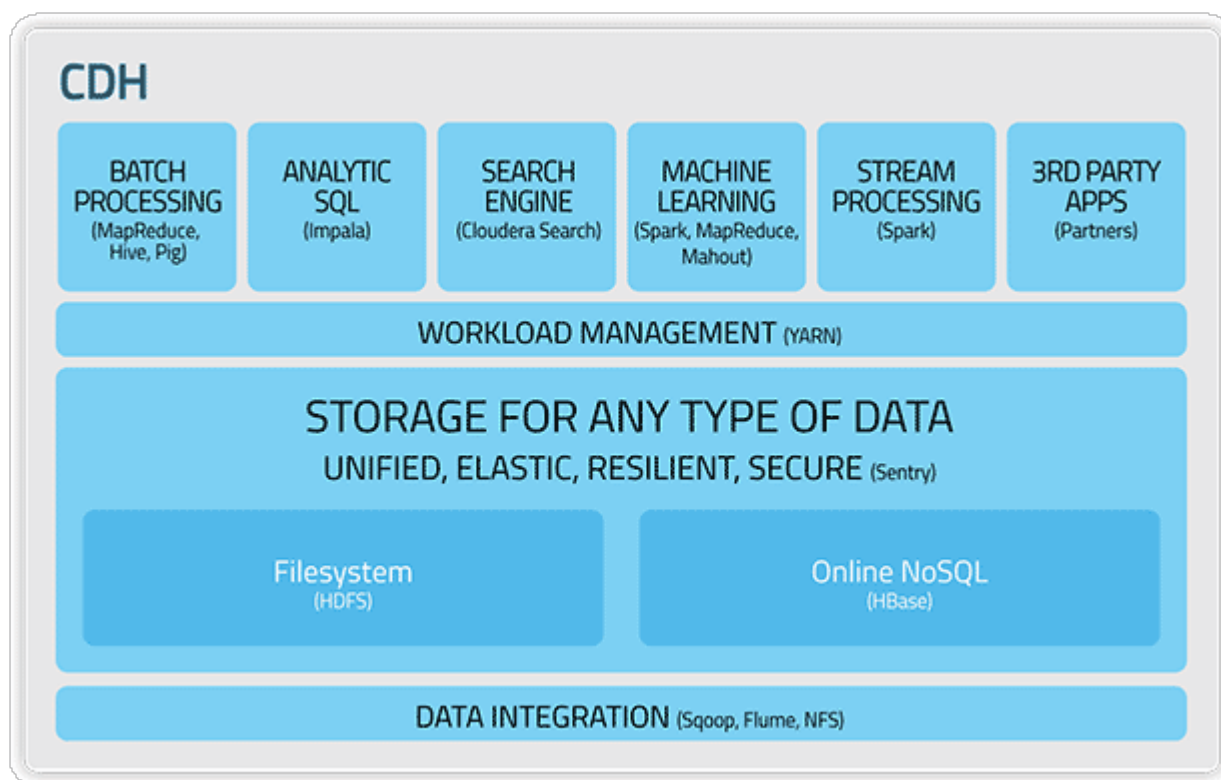 CDH
BATCH
PROCESSING
(MapReduce,
Hive, Pig)
ANALYTIC
SQL
(Impala)
SEARCH
ENGINE
(Cloudera Search)
MACHINE
LEARNING
(Spark, MapReduce,
Mahout)
STREAM
PROCESSING
(Spark)
3RD PARTY
APPS
(Partners)
WORKLOAD MANAGEMENT (YARN)
STORAGE FOR ANY TYPE OF DATA
UNIFIED, ELASTIC, RESILIENT, SECURE (Sentry)
Filesystem
(HDFS)
Online NoSQL
(HBase)
DATA INTEGRATION (Sqoop, Flume, NFS)